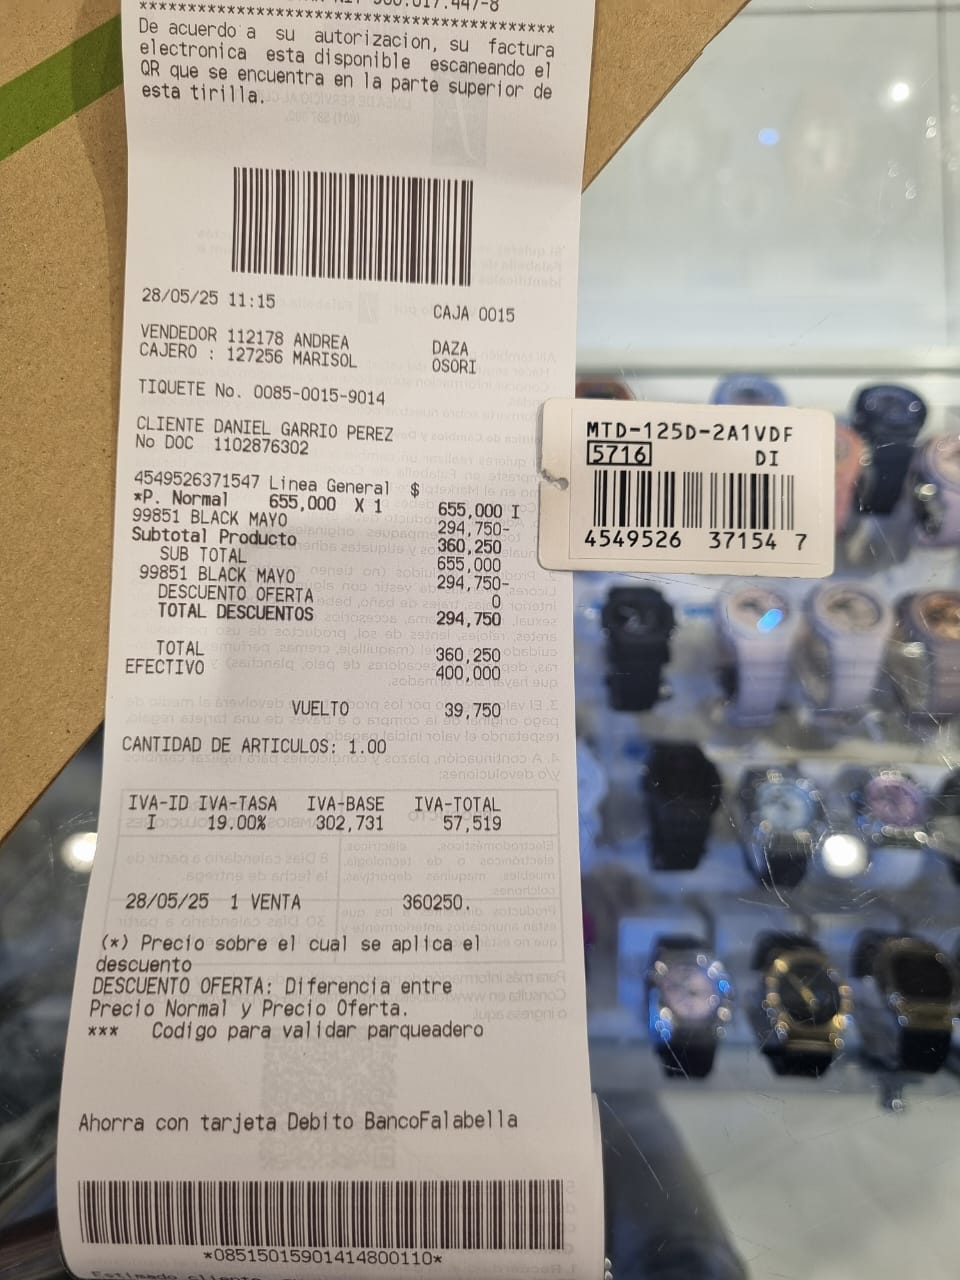 De acuerdo a su autorizacion, su factura
electronica esta disponible escaneando el
QR que se encuentra en la parte superior de
esta tirilla.
28/05/25 11:15 CAJA 0015
VENDEDOR 112178 ANDREA DAZA
CAJERO : 127256 MARISOL OSORI
TIQUETE No. 0085-0015-9014
CLIENTE DANIEL GARRIO PEREZ
No DOC 1102876302
4549526371547 Linea General $
*P. Normal 655,000 X 1 655,000 I
99851 BLACK MAYO 294,750-
Subtotal Producto 360,250
SUB TOTAL 655,000
99851 BLACK MAYO 294,750-
DESCUENTO OFERTA 0
TOTAL DESCUENTOS 294,750
TOTAL 360,250
EFECTIVO 400,000
VUELTO 39,750
CANTIDAD DE ARTICULOS: 1.00
IVA-ID IVA-TASA IVA-BASE IVA-TOTAL
I 19.00% 302,731 57,519
28/05/25 1 VENTA 360250.
(*) Precio sobre el cual se aplica el
descuento
DESCUENTO OFERTA: Diferencia entre
Precio Normal y Precio Oferta.
*** Codigo para validar parqueadero
Ahorra con tarjeta Debito BancoFalabella
*08515015901414800110*
MTD-125D-2A1VDF
5716 DI
4549526 37154 7